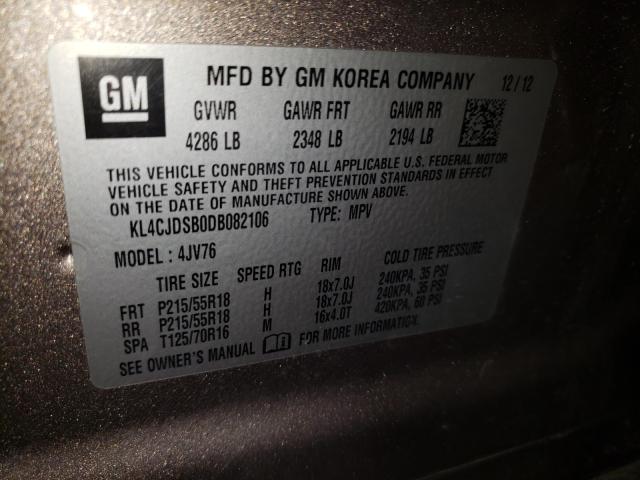 GM
MFD BY GM KOREA COMPANY 12/12
GVWR GAWR FRT GAWR RR
4286 LB 2348 LB 2194 LB
THIS VEHICLE CONFORMS TO ALL APPLICABLE U.S. FEDERAL MOTOR
VEHICLE SAFETY AND THEFT PREVENTION STANDARDS IN EFFECT
ON THE DATE OF MANUFACTURE SHOWN ABOVE.
KL4CJDSB0DB082106 TYPE: MPV
MODEL: 4JV76
TIRE SIZE SPEED RTG RIM COLD TIRE PRESSURE
FRT P215/55R18 H 18x7.0J 240KPA, 35 PSI
RR P215/55R18 H 18x7.0J 240KPA, 35 PSI
SPA T125/70R16 M 16x4.0T 420KPA, 60 PSI
SEE OWNER'S MANUAL FOR MORE INFORMATION.